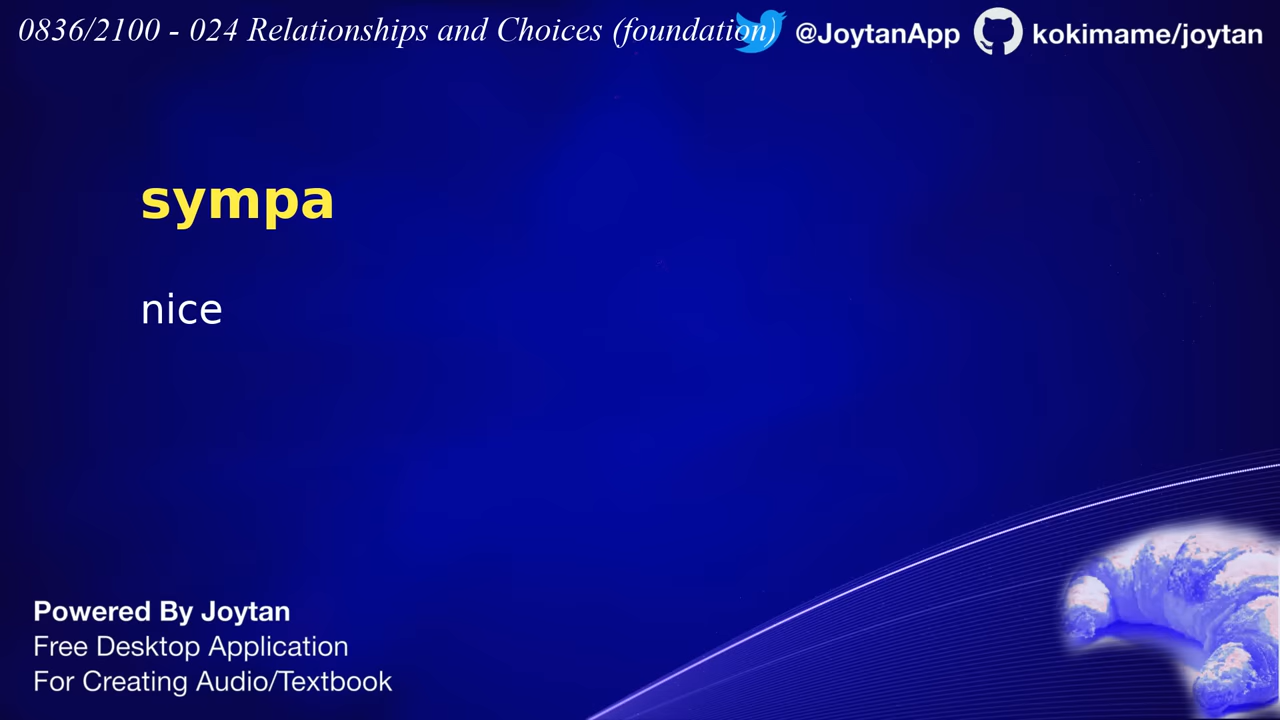 0836/2100 - 024 Relationships and Choices (foundation)
@JoytanApp
kokimame/joytan
sympa
nice
Powered By Joytan
Free Desktop Application
For Creating Audio/Textbook